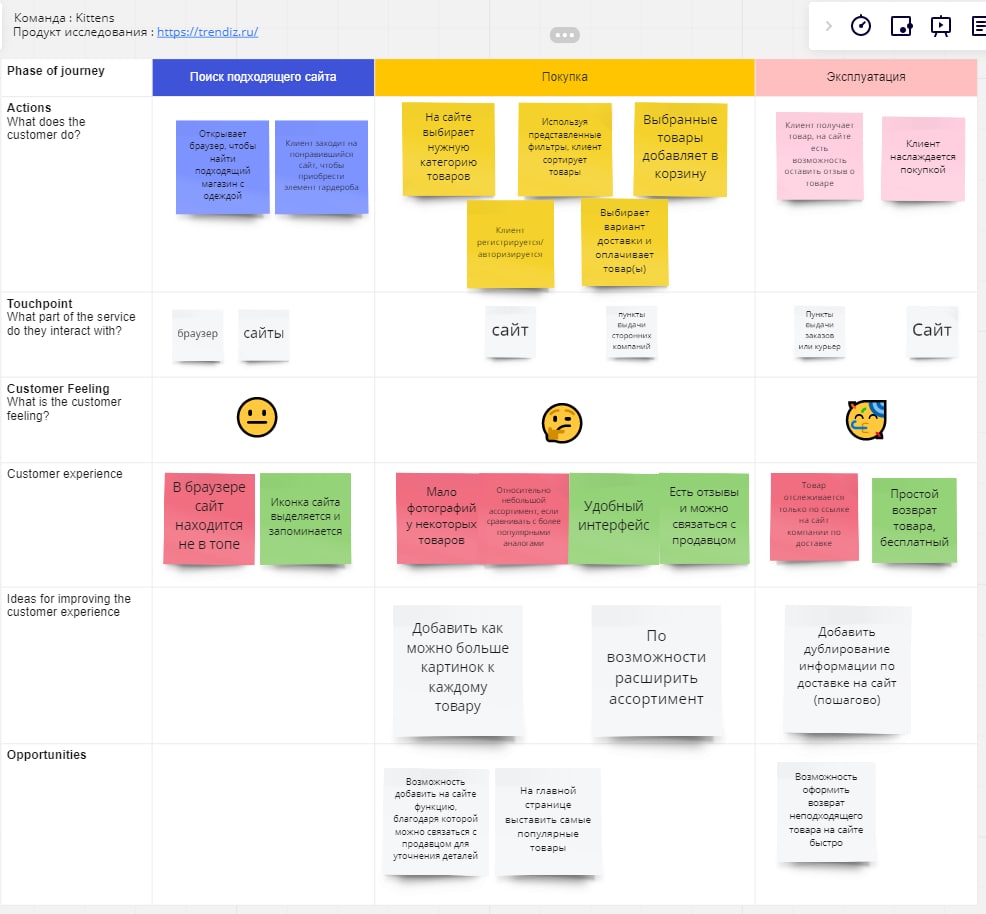 Команда : Kittens
Продукт исследования : https://trendiz.ru/
Phase of journey
Поиск подходящего сайта
Покупка
Эксплуатация
Actions
What does the
customer do?
Открывает
браузер, чтобы
найти
подходящий
магазин с
одеждой
Клиент заходит на
понравившийся
сайт, чтобы
приобрести
элемент гардероба
На сайте
выбирает
нужную
категорию
товаров
Используя
представленные
фильтры, клиент
сортирует
товары
Выбранные
товары
добавляет в
корзину
Клиент
регистрируется/
авторизируется
Выбирает
вариант
доставки и
оплачивает
товар(ы)
Клиент получает
товар, на сайте
есть
возможность
оставить отзыв о
товаре
Клиент
наслаждается
покупкой
Touchpoint
What part of the service
do they interact with?
браузер
сайты
сайт
пункты
выдачи
сторонних
компаний
Пункты
выдачи
заказов
или курьер
Сайт
Customer Feeling
What is the customer
feeling?
Customer experience
В браузере
сайт
находится
не в топе
Иконка сайта
выделяется и
запоминается
Мало
фотографий
у некоторых
товаров
Относительно
небольшой
ассортимент, если
сравнивать с более
популярными
аналогами
Удобный
интерфейс
Есть отзывы
и можно
связаться с
продавцом
Товар
отслеживается
только по ссылке
на сайт
компании по
доставке
Простой
возврат
товара,
бесплатный
Ideas for improving the
customer experience
Добавить как
можно больше
картинок к
каждому
товару
По
возможности
расширить
ассортимент
Добавить
дублирование
информации по
доставке на сайт
(пошагово)
Opportunities
Возможность
добавить на сайте
функцию,
благодаря которой
можно связаться с
продавцом для
уточнения деталей
На главной
странице
выставить самые
популярные
товары
Возможность
оформить
возврат
неподходящего
товара на сайте
быстро